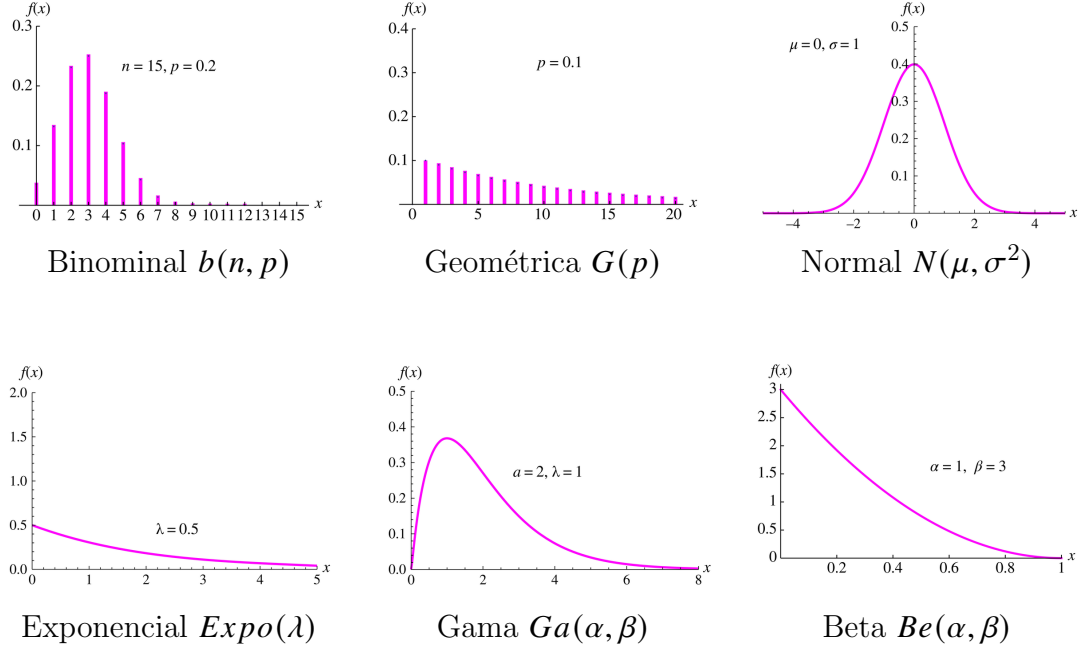 f(x)
0.3
0.2
0.1
n = 15, p = 0.2
0 1 2 3 4 5 6 7 8 9 10 11 12 13 14 15 x
Binominal b(n, p)
f(x)
0.4
0.3
0.2
0.1
p = 0.1
0 5 10 15 20 x
Geométrica G(p)
f(x)
μ = 0, σ = 1
0.5
0.4
0.3
0.2
0.1
−4 −2 0 2 4 x
Normal N(μ, σ²)
f(x)
2.0
1.5
1.0
0.5
0.0
λ = 0.5
0 1 2 3 4 5 x
Exponencial Expo(λ)
f(x)
0.5
0.4
0.3
0.2
0.1
0.0
a = 2, λ = 1
0 2 4 6 8 x
Gama Ga(α, β)
f(x)
3
2.5
2
1.5
1
0.5
0
α = 1, β = 3
0.2 0.4 0.6 0.8 1 x
Beta Be(α, β)